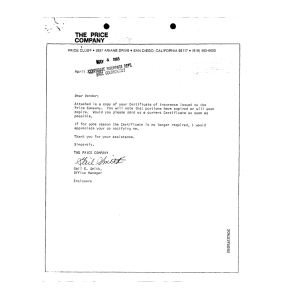 THE PRICE
COMPANY
PRICE CLUB • 2657 ARIANE DRIVE • SAN DIEGO, CALIFORNIA 92117 •
MAY 6 1985
April
Dear Vendor:
Attached is a copy of your Certificate of Insurance issued to the
Price Company. You will note that portions have expired or will soon
expire. Would you please send us a current Certificate as soon as
possible.
If for some reason the Certificate is no longer required, I would
appreciate your so notifying me.
Thank you for your assistance.
Sincerely,
THE PRICE COMPANY
Gail E. Smith,
Office Manager
Enclosure